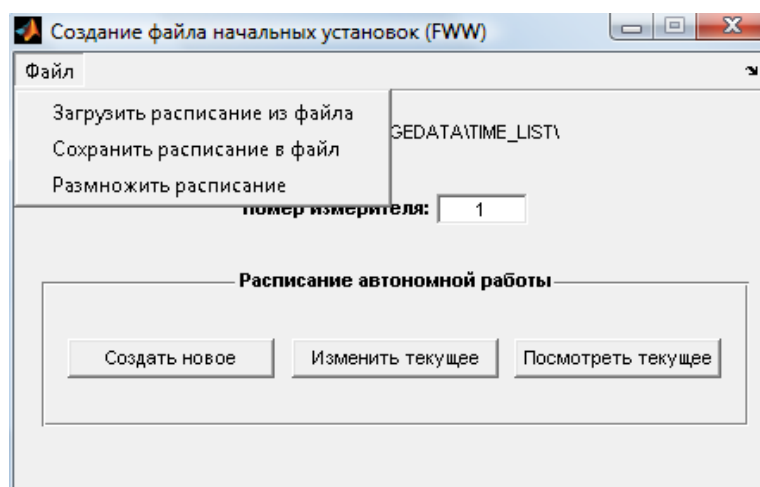 Создание файла начальных установок (FWW)
Файл
Загрузить расписание из файла
GEDATA\TIME_LIST\
Сохранить расписание в файл
Размножить расписание
Номер измерителя: 1
Расписание автономной работы
Создать новое Изменить текущее Посмотреть текущее